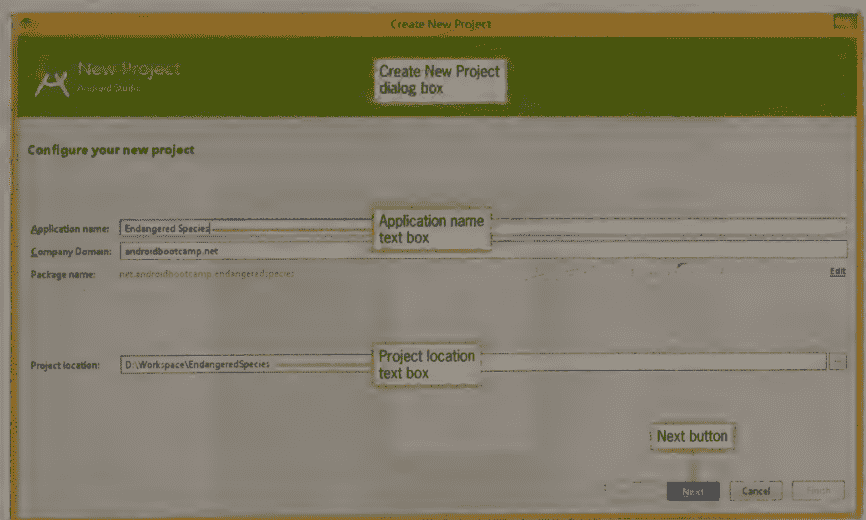 Create New Project
New Project
Android Studio
Create New Project
dialog box
Configure your new project
Application name: Endangered Species
Application name
text box
Company Domain: androidbootcamp.net
Package name: net.androidbootcamp.endangeredspecies
Edit
Project location: D:\Workspace\EndangeredSpecies
Project location
text box
...
Next button
Next Cancel Finish